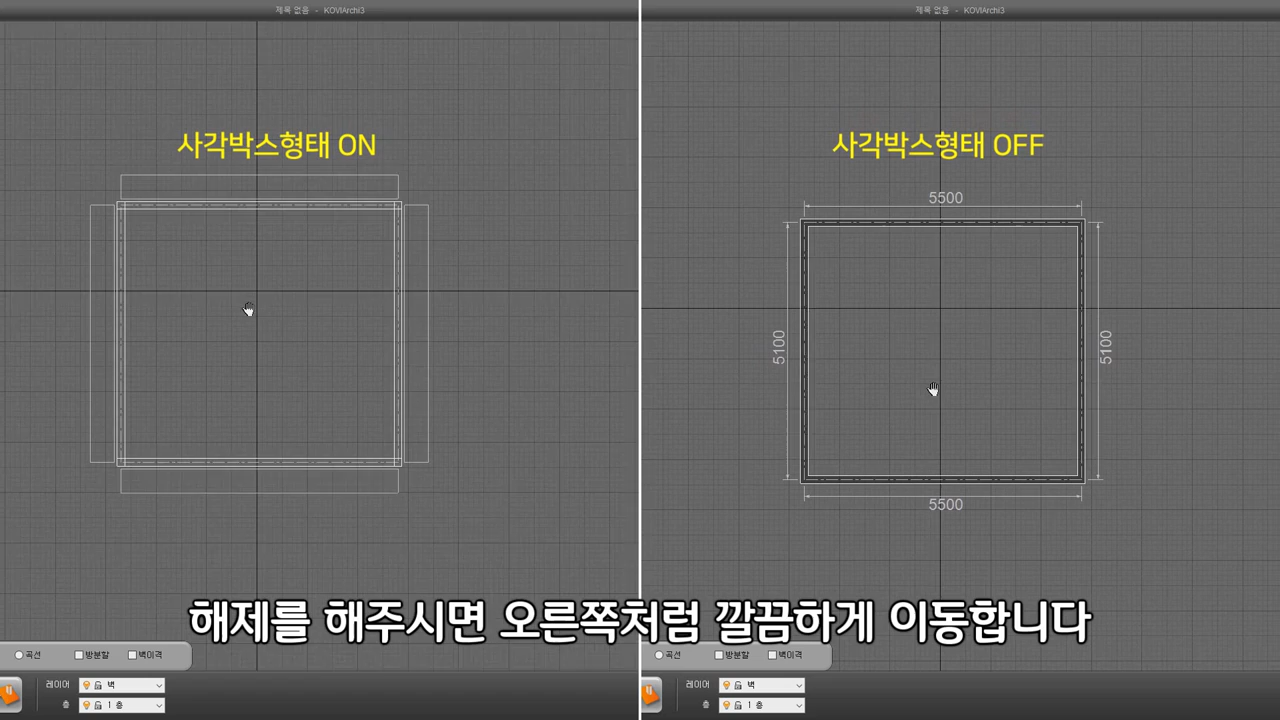 제목 없음 - KOVIArchi3
사각박스형태 ON
곡선 방분할 벽이격
레이어 벽
층 1 층
제목 없음 - KOVIArchi3
사각박스형태 OFF
5500
5100
5100
5500
곡선 방분할 벽이격
레이어 벽
층 1 층
해제를 해주시면 오른쪽처럼 깔끔하게 이동합니다